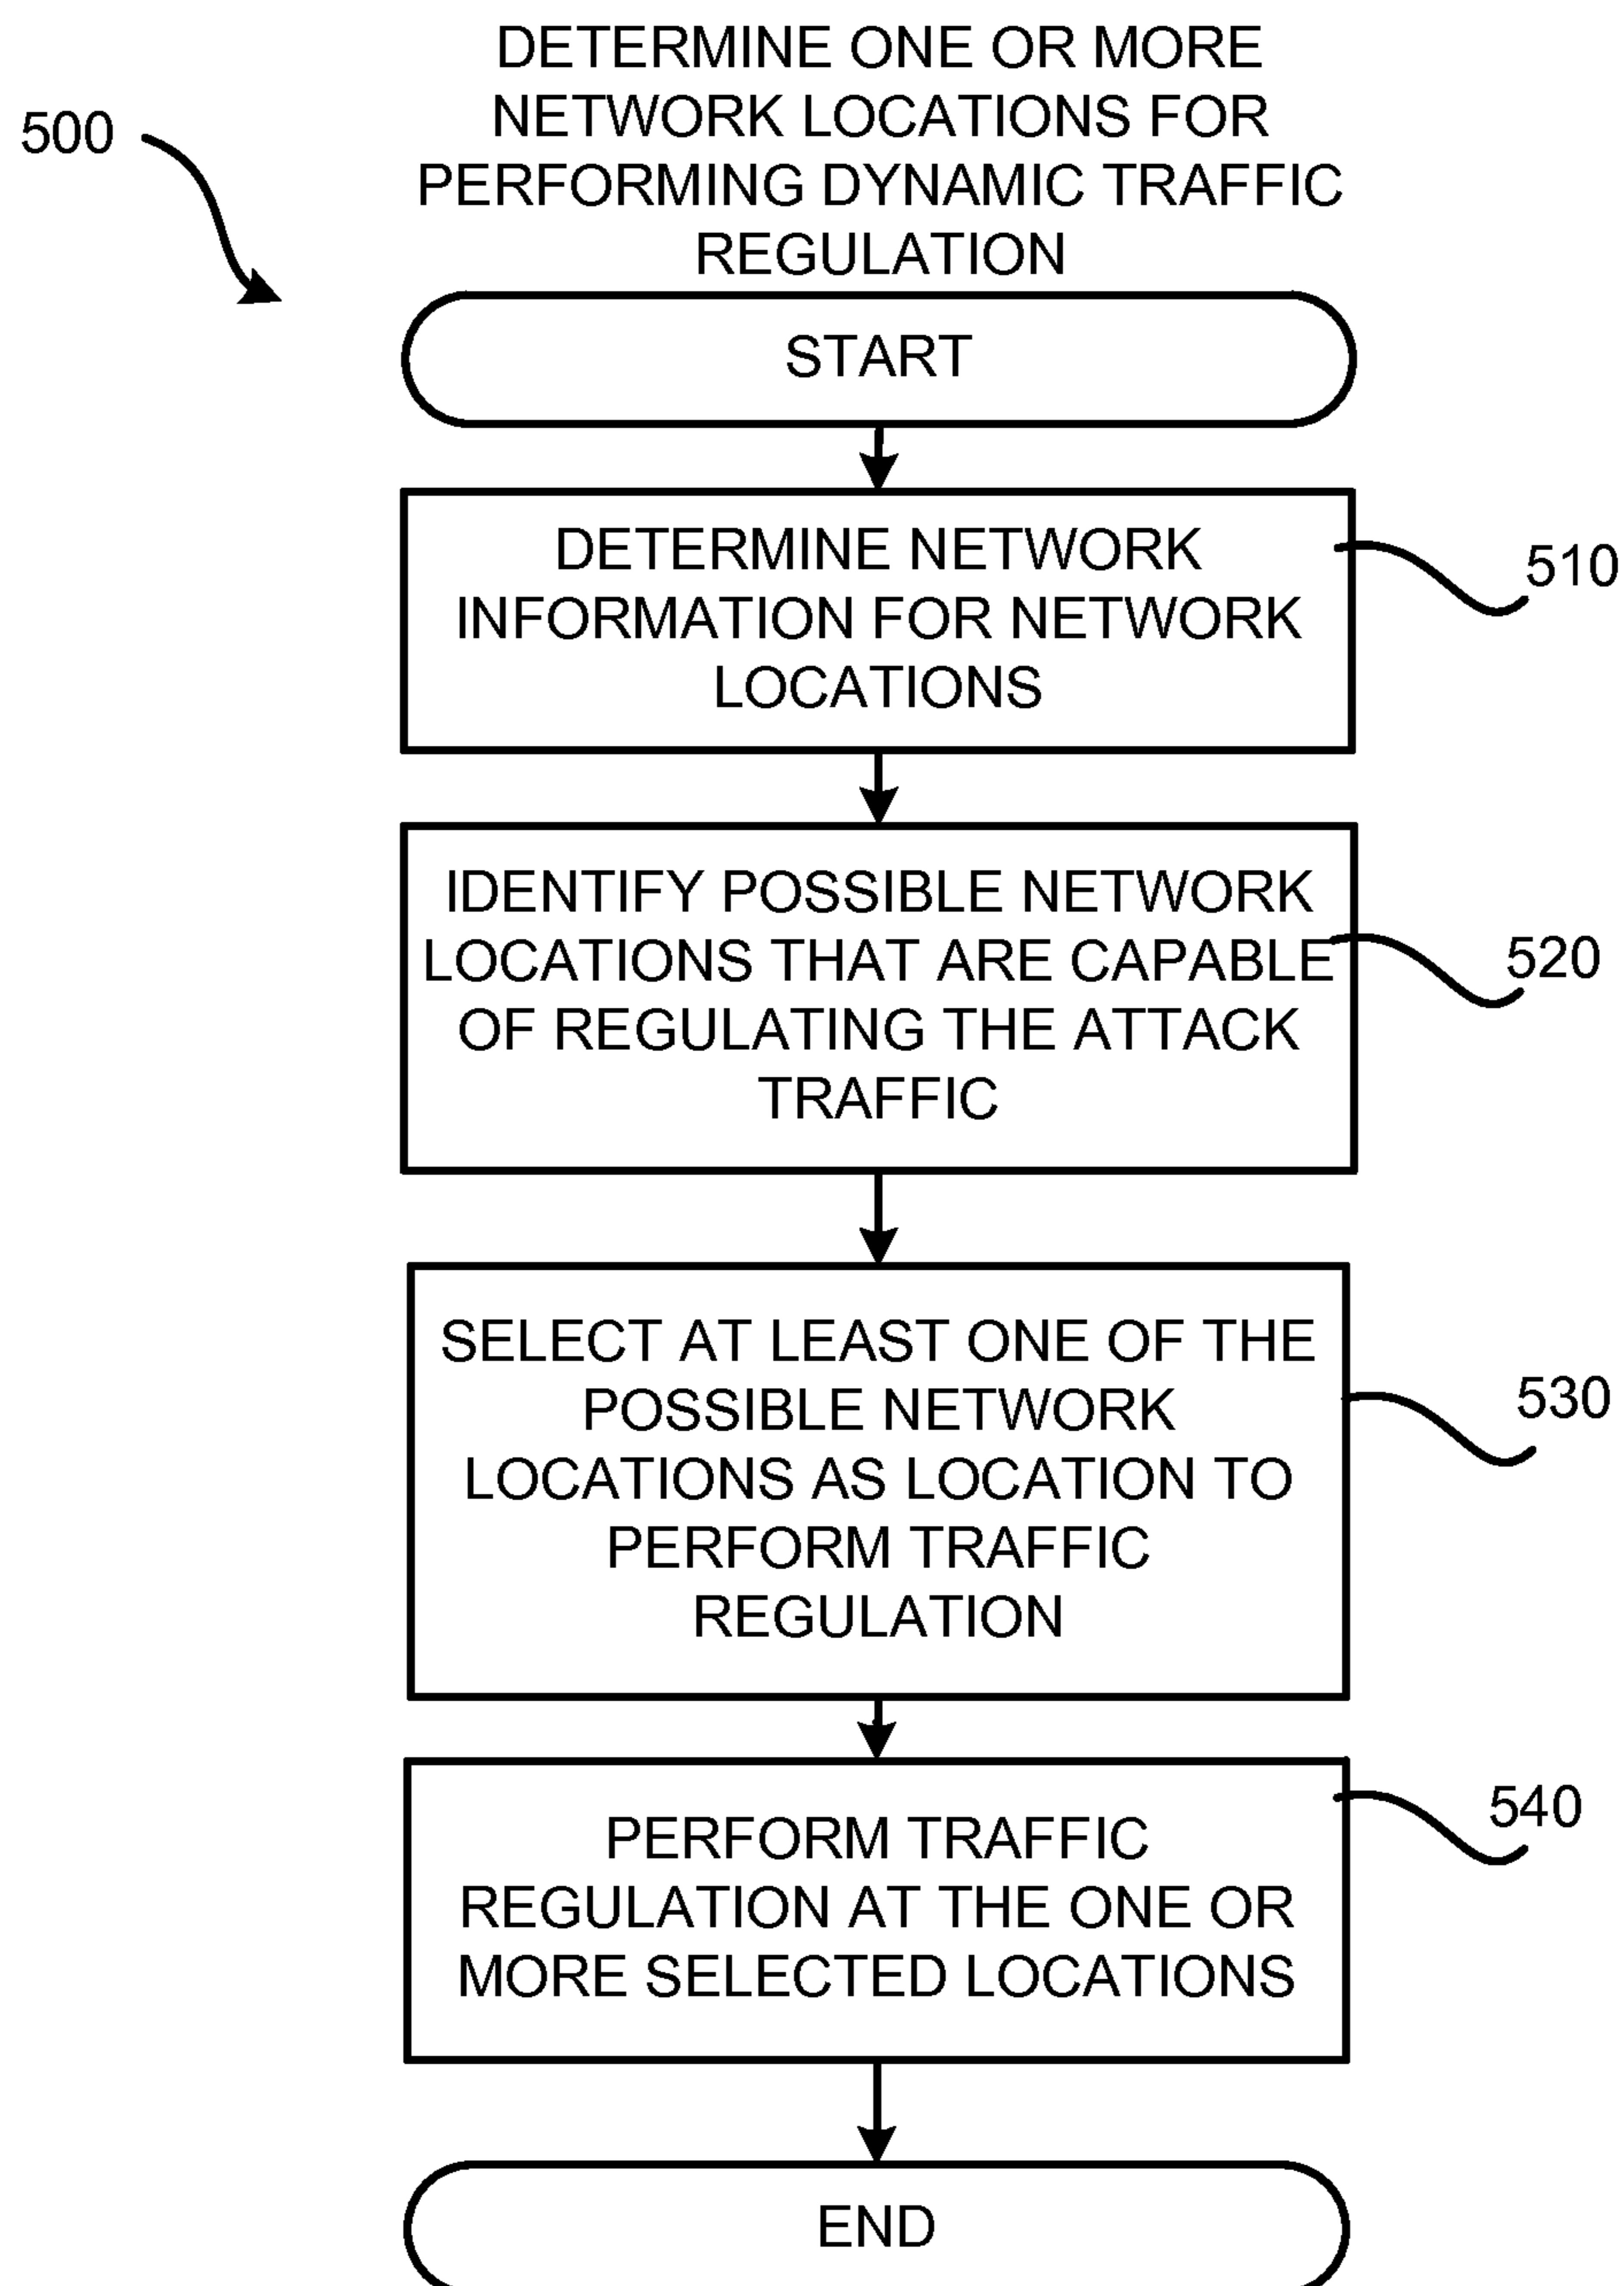 DETERMINE ONE OR MORE
NETWORK LOCATIONS FOR
PERFORMING DYNAMIC TRAFFIC
REGULATION
500
START
DETERMINE NETWORK
INFORMATION FOR NETWORK
LOCATIONS
510
IDENTIFY POSSIBLE NETWORK
LOCATIONS THAT ARE CAPABLE
OF REGULATING THE ATTACK
TRAFFIC
520
SELECT AT LEAST ONE OF THE
POSSIBLE NETWORK
LOCATIONS AS LOCATION TO
PERFORM TRAFFIC
REGULATION
530
PERFORM TRAFFIC
REGULATION AT THE ONE OR
MORE SELECTED LOCATIONS
540
END